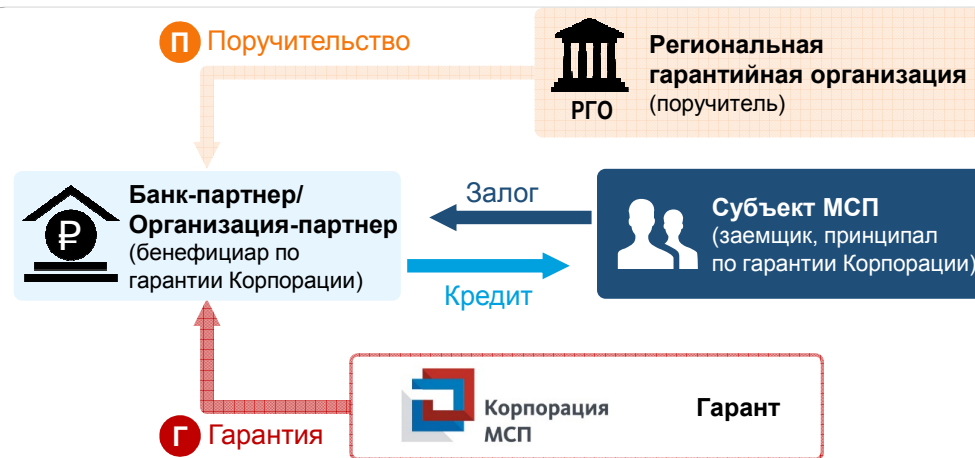 П Поручительство
Региональная
гарантийная организация
(поручитель)
РГО
Банк-партнер/
Организация-партнер
(бенефициар по
гарантии Корпорации)
₽
Залог
Кредит
Субъект МСП
(заемщик, принципал
по гарантии Корпорации)
Корпорация
МСП
Гарант
Г Гарантия